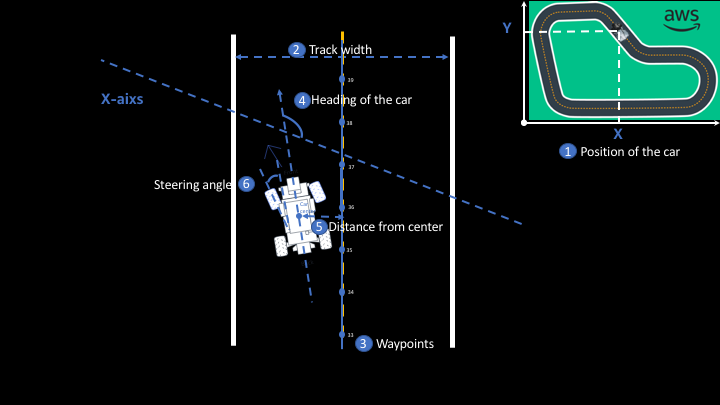 aws
Y
X
1 Position of the car
2 Track width
39
4 Heading of the car
X-aixs
38
37
Steering angle 6
36
5 Distance from center
35
34
33
3 Waypoints